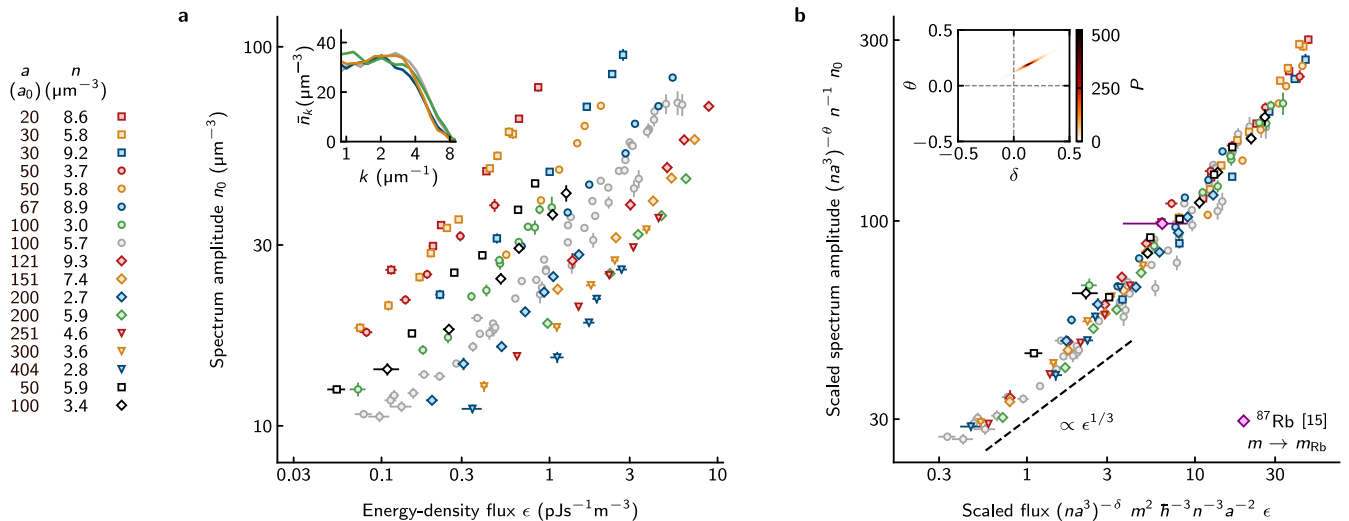 a n
(a₀) (μm⁻³)
20 8.6
30 5.8
30 9.2
50 3.7
50 5.8
67 8.9
100 3.0
100 5.7
121 9.3
151 7.4
200 2.7
200 5.9
251 4.6
300 3.6
404 2.8
50 5.9
100 3.4
a
Spectrum amplitude n₀ (μm⁻³)
100
30
10
0.03 0.1 0.3 1 3 10
Energy-density flux ϵ (pJs⁻¹m⁻³)
n̄ₖ(μm⁻³)
40
20
0
1 2 4 8
k (μm⁻¹)
b
Scaled spectrum amplitude (na³)^−θ n⁻¹ n₀
300
100
30
0.3 1 3 10 30
Scaled flux (na³)^−δ m² ħ⁻³n⁻³a⁻² ϵ
θ
0.5
0.0
−0.5
−0.5 0.0 0.5
δ
500
250
0
P
∝ ϵ^1/3
⁸⁷Rb [15]
m → m_Rb